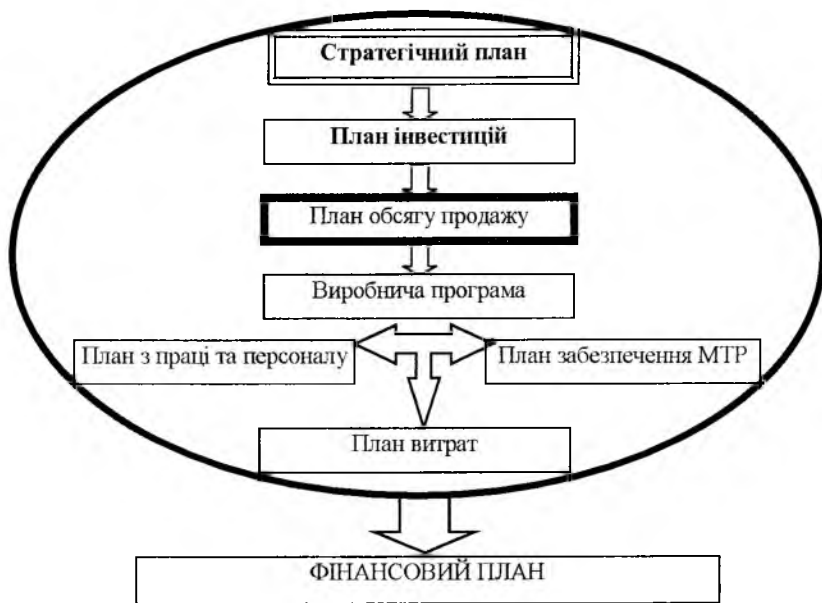 Стратегічний план
План інвестицій
План обсягу продажу
Виробнича програма
План з праці та персоналу
План забезпечення МТР
План витрат
ФІНАНСОВИЙ ПЛАН